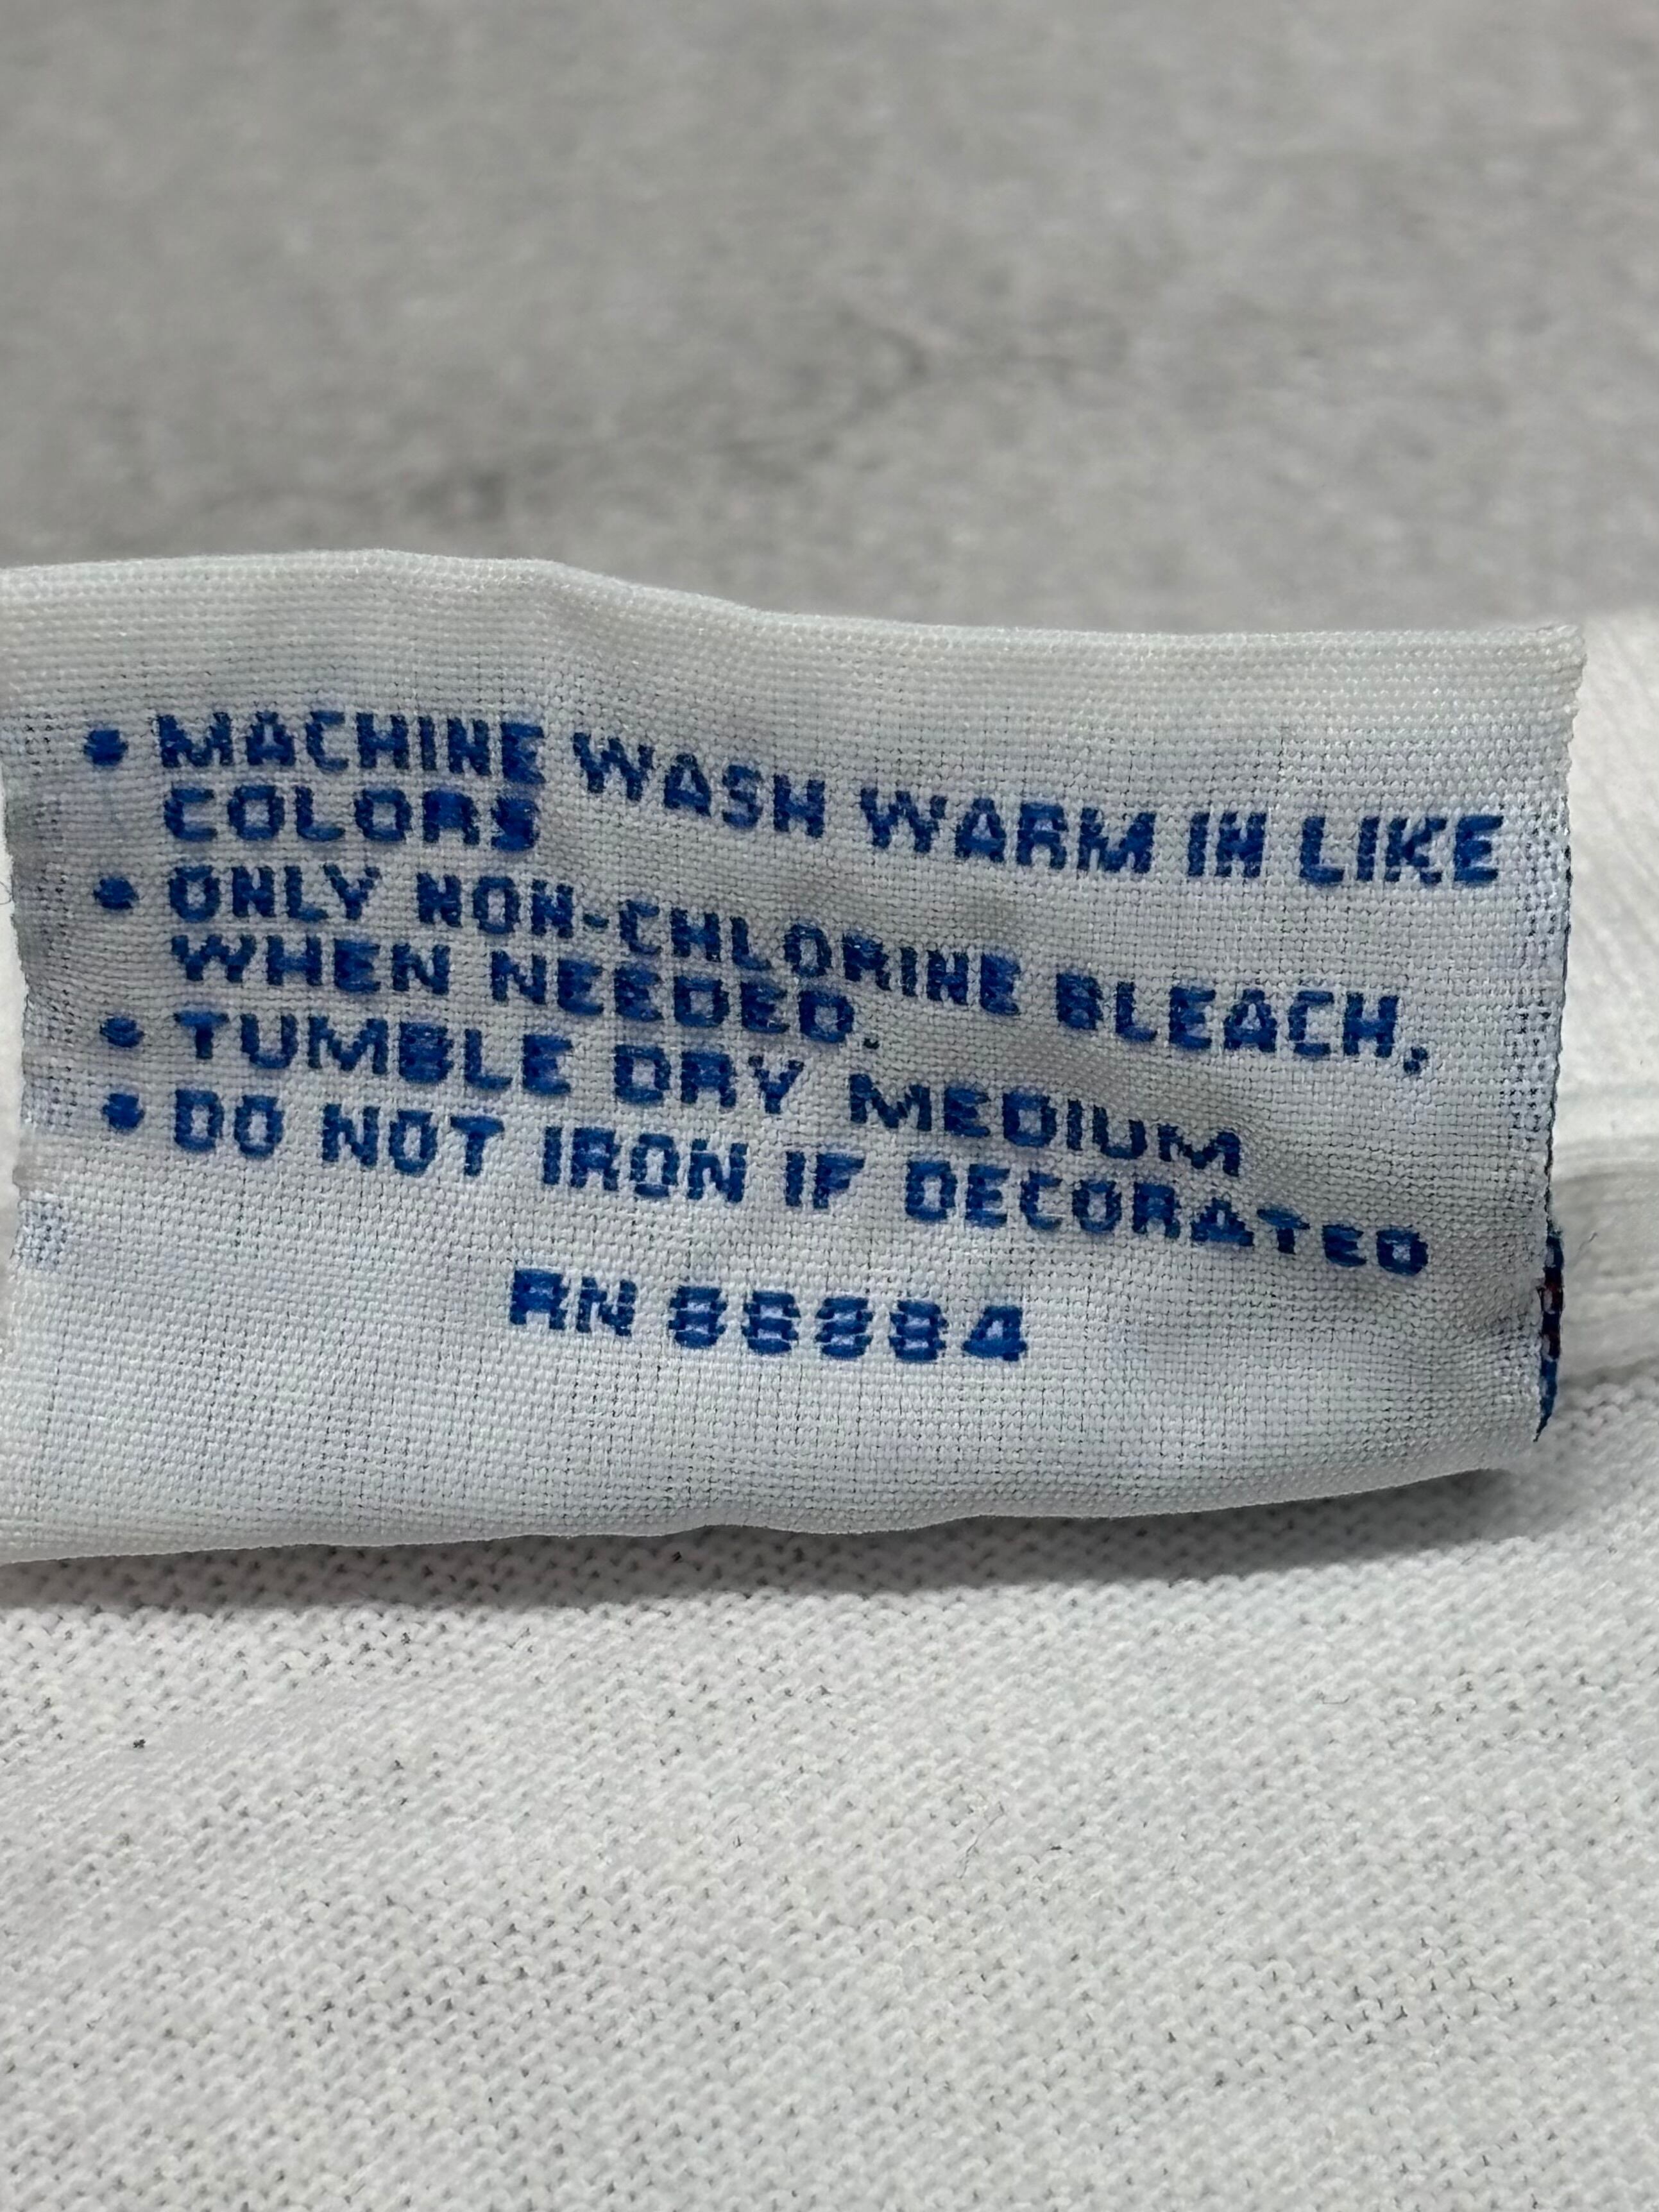 • MACHINE WASH WARM IN LIKE
COLORS
• ONLY NON-CHLORINE BLEACH,
WHEN NEEDED.
• TUMBLE DRY MEDIUM
• DO NOT IRON IF DECORATED
RN